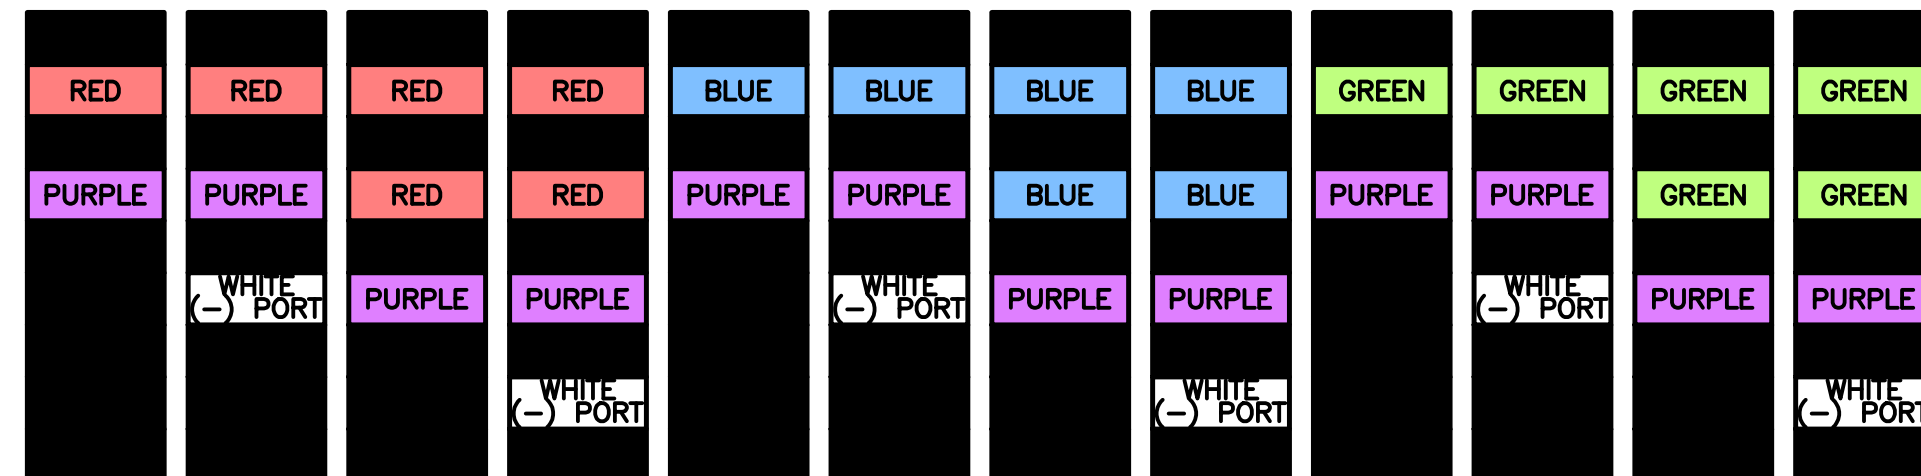 RED RED RED RED BLUE BLUE BLUE BLUE GREEN GREEN GREEN GREEN
PURPLE PURPLE RED RED PURPLE PURPLE BLUE BLUE PURPLE PURPLE GREEN GREEN
WHITE WHITE WHITE
(-) PORT PURPLE PURPLE (-) PORT PURPLE PURPLE (-) PORT PURPLE PURPLE
WHITE WHITE WHITE
(-) PORT (-) PORT (-) PORT